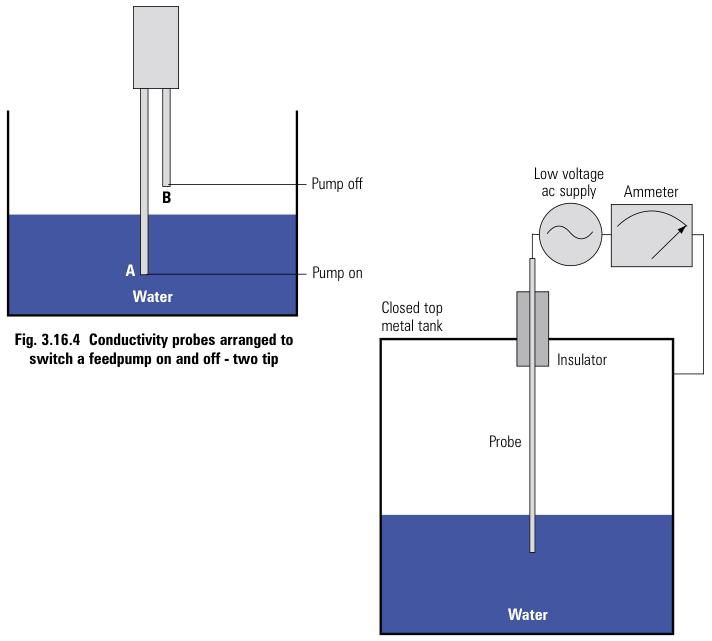 Pump off
B
A
Pump on
Water
Fig. 3.16.4 Conductivity probes arranged to
switch a feedpump on and off - two tip
Low voltage
ac supply
Ammeter
Closed top
metal tank
Insulator
Probe
Water